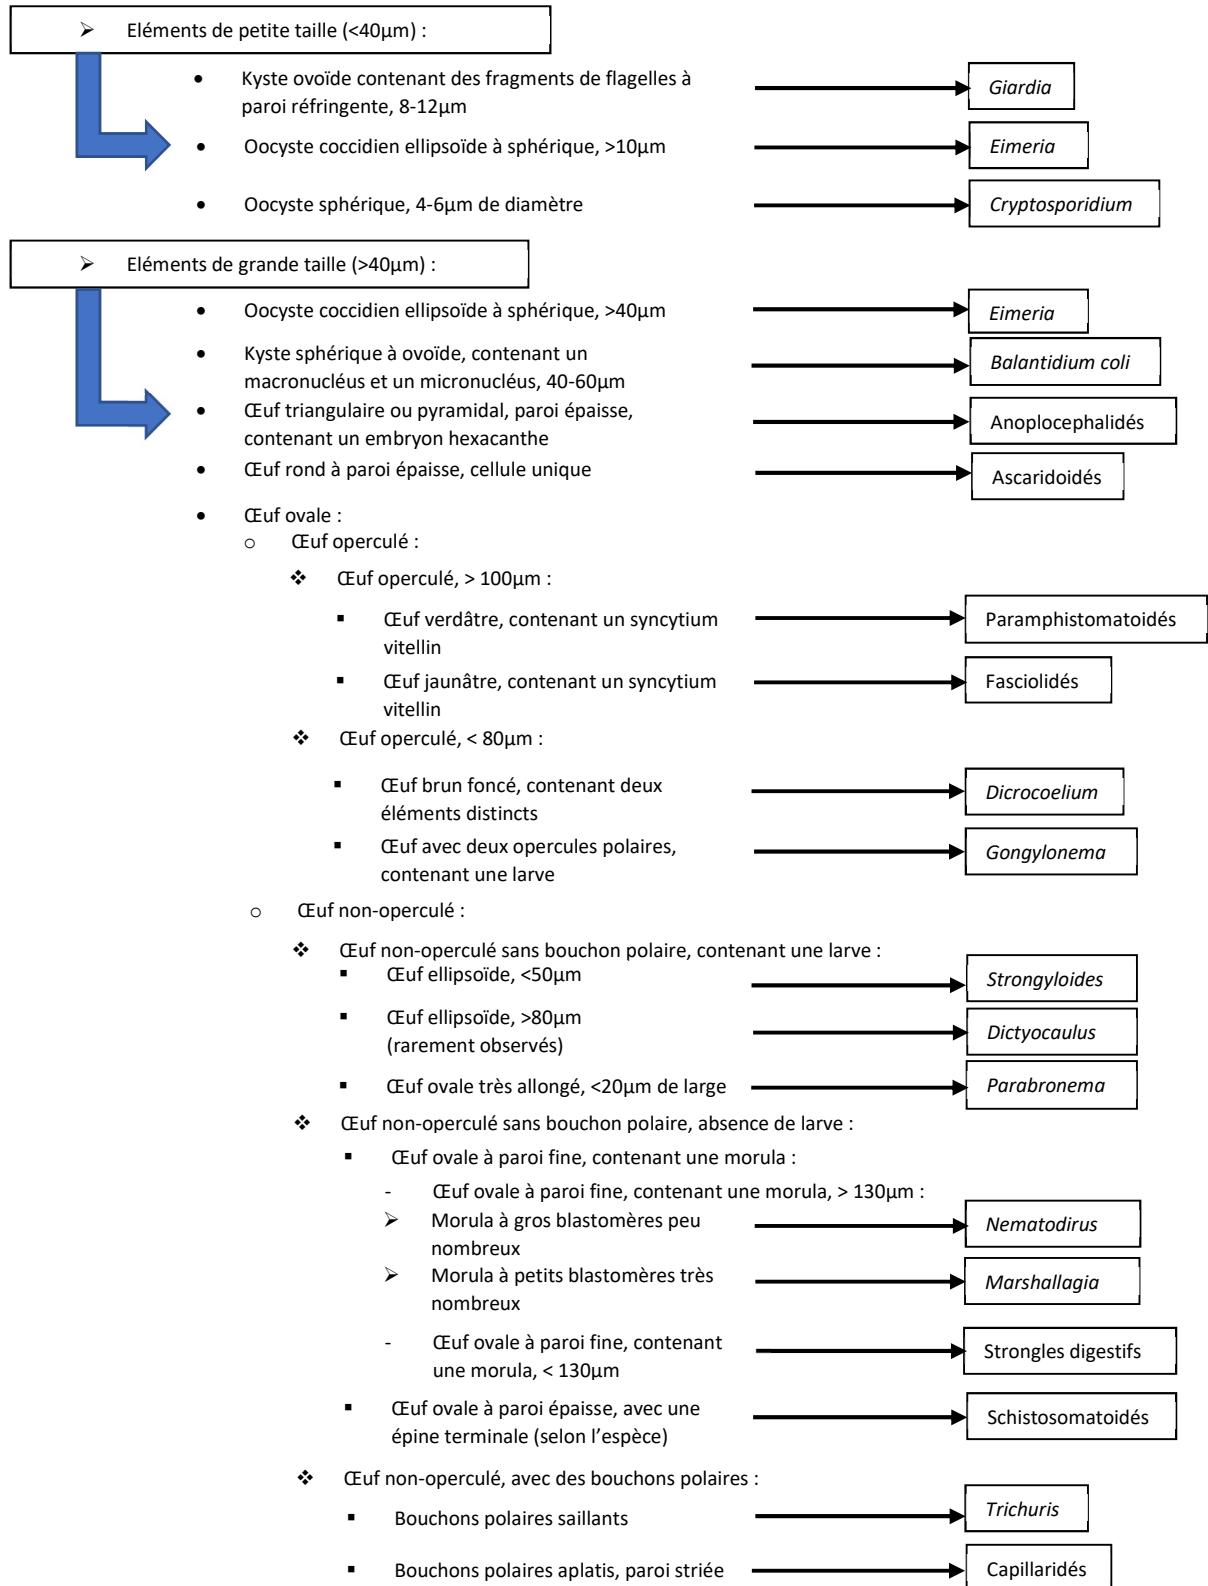 ➢ Eléments de petite taille (<40µm) :
• Kyste ovoïde contenant des fragments de flagelles à
paroi réfringente, 8-12µm
Giardia
• Oocyste coccidien ellipsoïde à sphérique, >10µm
Eimeria
• Oocyste sphérique, 4-6µm de diamètre
Cryptosporidium
➢ Eléments de grande taille (>40µm) :
• Oocyste coccidien ellipsoïde à sphérique, >40µm
Eimeria
• Kyste sphérique à ovoïde, contenant un
macronucléus et un micronucléus, 40-60µm
Balantidium coli
• Œuf triangulaire ou pyramidal, paroi épaisse,
contenant un embryon hexacanthe
Anoplocephalidés
• Œuf rond à paroi épaisse, cellule unique
Ascaridoidés
• Œuf ovale :
o Œuf operculé :
❖ Œuf operculé, > 100µm :
▪ Œuf verdâtre, contenant un syncytium
vitellin
Paramphistomatoidés
▪ Œuf jaunâtre, contenant un syncytium
vitellin
Fasciolidés
❖ Œuf operculé, < 80µm :
▪ Œuf brun foncé, contenant deux
éléments distincts
Dicrocoelium
▪ Œuf avec deux opercules polaires,
contenant une larve
Gongylonema
o Œuf non-operculé :
❖ Œuf non-operculé sans bouchon polaire, contenant une larve :
▪ Œuf ellipsoïde, <50µm
Strongyloides
▪ Œuf ellipsoïde, >80µm
(rarement observés)
Dictyocaulus
▪ Œuf ovale très allongé, <20µm de large
Parabronema
❖ Œuf non-operculé sans bouchon polaire, absence de larve :
▪ Œuf ovale à paroi fine, contenant une morula :
- Œuf ovale à paroi fine, contenant une morula, > 130µm :
➢ Morula à gros blastomères peu
nombreux
Nematodirus
➢ Morula à petits blastomères très
nombreux
Marshallagia
- Œuf ovale à paroi fine, contenant
une morula, < 130µm
Strongles digestifs
▪ Œuf ovale à paroi épaisse, avec une
épine terminale (selon l’espèce)
Schistosomatoidés
❖ Œuf non-operculé, avec des bouchons polaires :
▪ Bouchons polaires saillants
Trichuris
▪ Bouchons polaires aplatis, paroi striée
Capillaridés